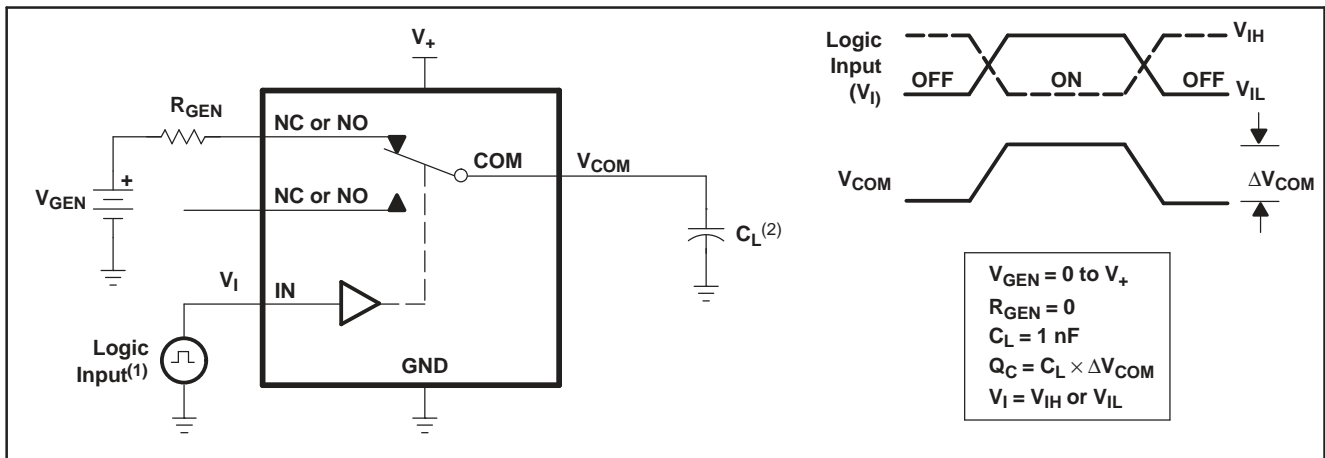 V+
RGEN
NC or NO
COM
VCOM
VGEN
+
NC or NO
CL(2)
VI
IN
Logic
Input(1)
GND
Logic
Input
(VI)
VIH
OFF
ON
OFF
VIL
VCOM
ΔVCOM
VGEN = 0 to V+
RGEN = 0
CL = 1 nF
QC = CL × ΔVCOM
VI = VIH or VIL